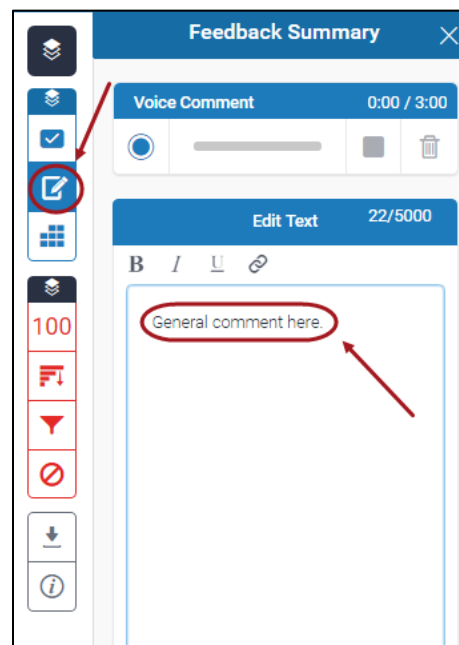 Feedback Summary
Voice Comment 0:00 / 3:00
Edit Text 22/5000
B I U
General comment here.
100
i